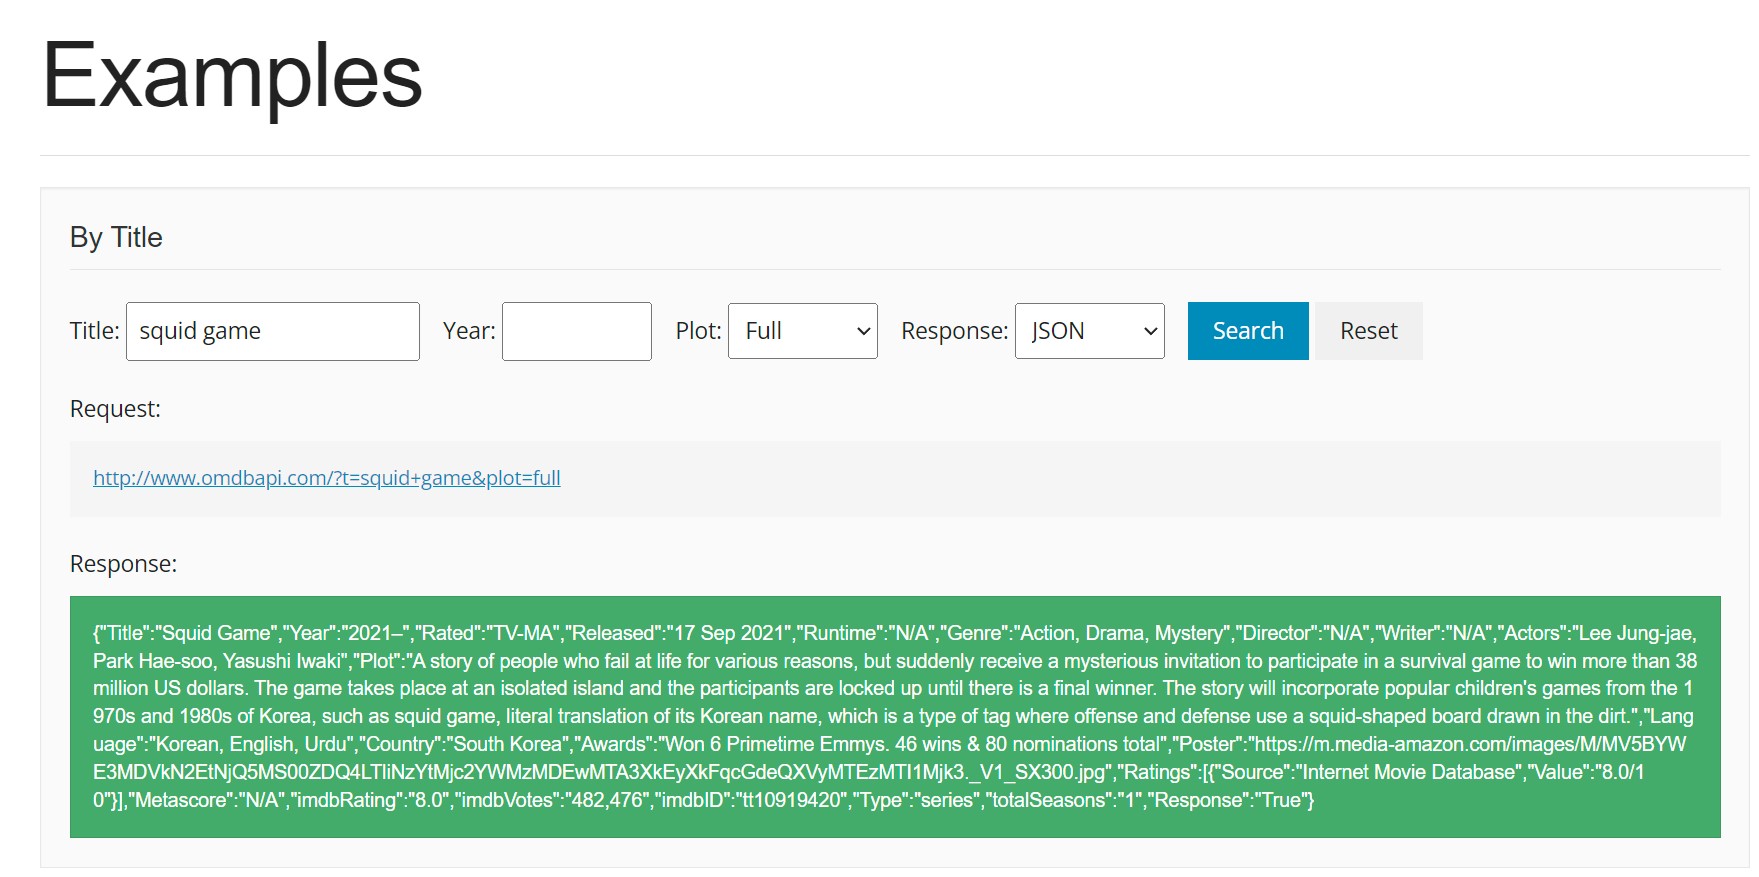 Examples
By Title
Title: squid game Year: Plot: Full Response: JSON Search Reset
Request:
http://www.omdbapi.com/?t=squid+game&plot=full
Response:
{"Title":"Squid Game","Year":"2021–","Rated":"TV-MA","Released":"17 Sep 2021","Runtime":"N/A","Genre":"Action, Drama, Mystery","Director":"N/A","Writer":"N/A","Actors":"Lee Jung-jae,
Park Hae-soo, Yasushi Iwaki","Plot":"A story of people who fail at life for various reasons, but suddenly receive a mysterious invitation to participate in a survival game to win more than 38
million US dollars. The game takes place at an isolated island and the participants are locked up until there is a final winner. The story will incorporate popular children's games from the 1
970s and 1980s of Korea, such as squid game, literal translation of its Korean name, which is a type of tag where offense and defense use a squid-shaped board drawn in the dirt.","Lang
uage":"Korean, English, Urdu","Country":"South Korea","Awards":"Won 6 Primetime Emmys. 46 wins & 80 nominations total","Poster":"https://m.media-amazon.com/images/M/MV5BYW
E3MDVkN2EtNjQ5MS00ZDQ4LTliNzYtMjc2YWMzMDEwMTA3XkEyXkFqcGdeQXVyMTEzMTI1Mjk3._V1_SX300.jpg","Ratings":[{"Source":"Internet Movie Database","Value":"8.0/1
0"}],"Metascore":"N/A","imdbRating":"8.0","imdbVotes":"482,476","imdbID":"tt10919420","Type":"series","totalSeasons":"1","Response":"True"}